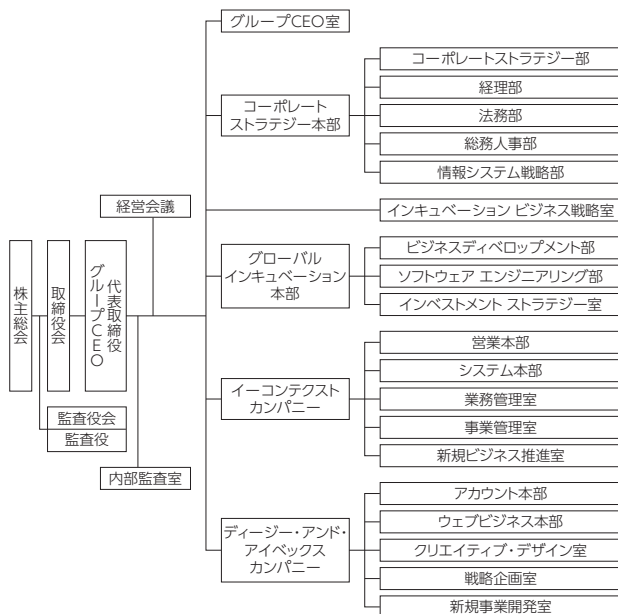 株主総会
取締役会
代表取締役
グループCEO
監査役会
監査役
経営会議
内部監査室
グループCEO室
コーポレート
ストラテジー本部
コーポレートストラテジー部
経理部
法務部
総務人事部
情報システム戦略部
インキュベーション ビジネス戦略室
グローバル
インキュベーション
本部
ビジネスディベロップメント部
ソフトウェア エンジニアリング部
インベストメント ストラテジー室
イーコンテクスト
カンパニー
営業本部
システム本部
業務管理室
事業管理室
新規ビジネス推進室
ディージー・アンド・
アイベックス
カンパニー
アカウント本部
ウェブビジネス本部
クリエイティブ・デザイン室
戦略企画室
新規事業開発室